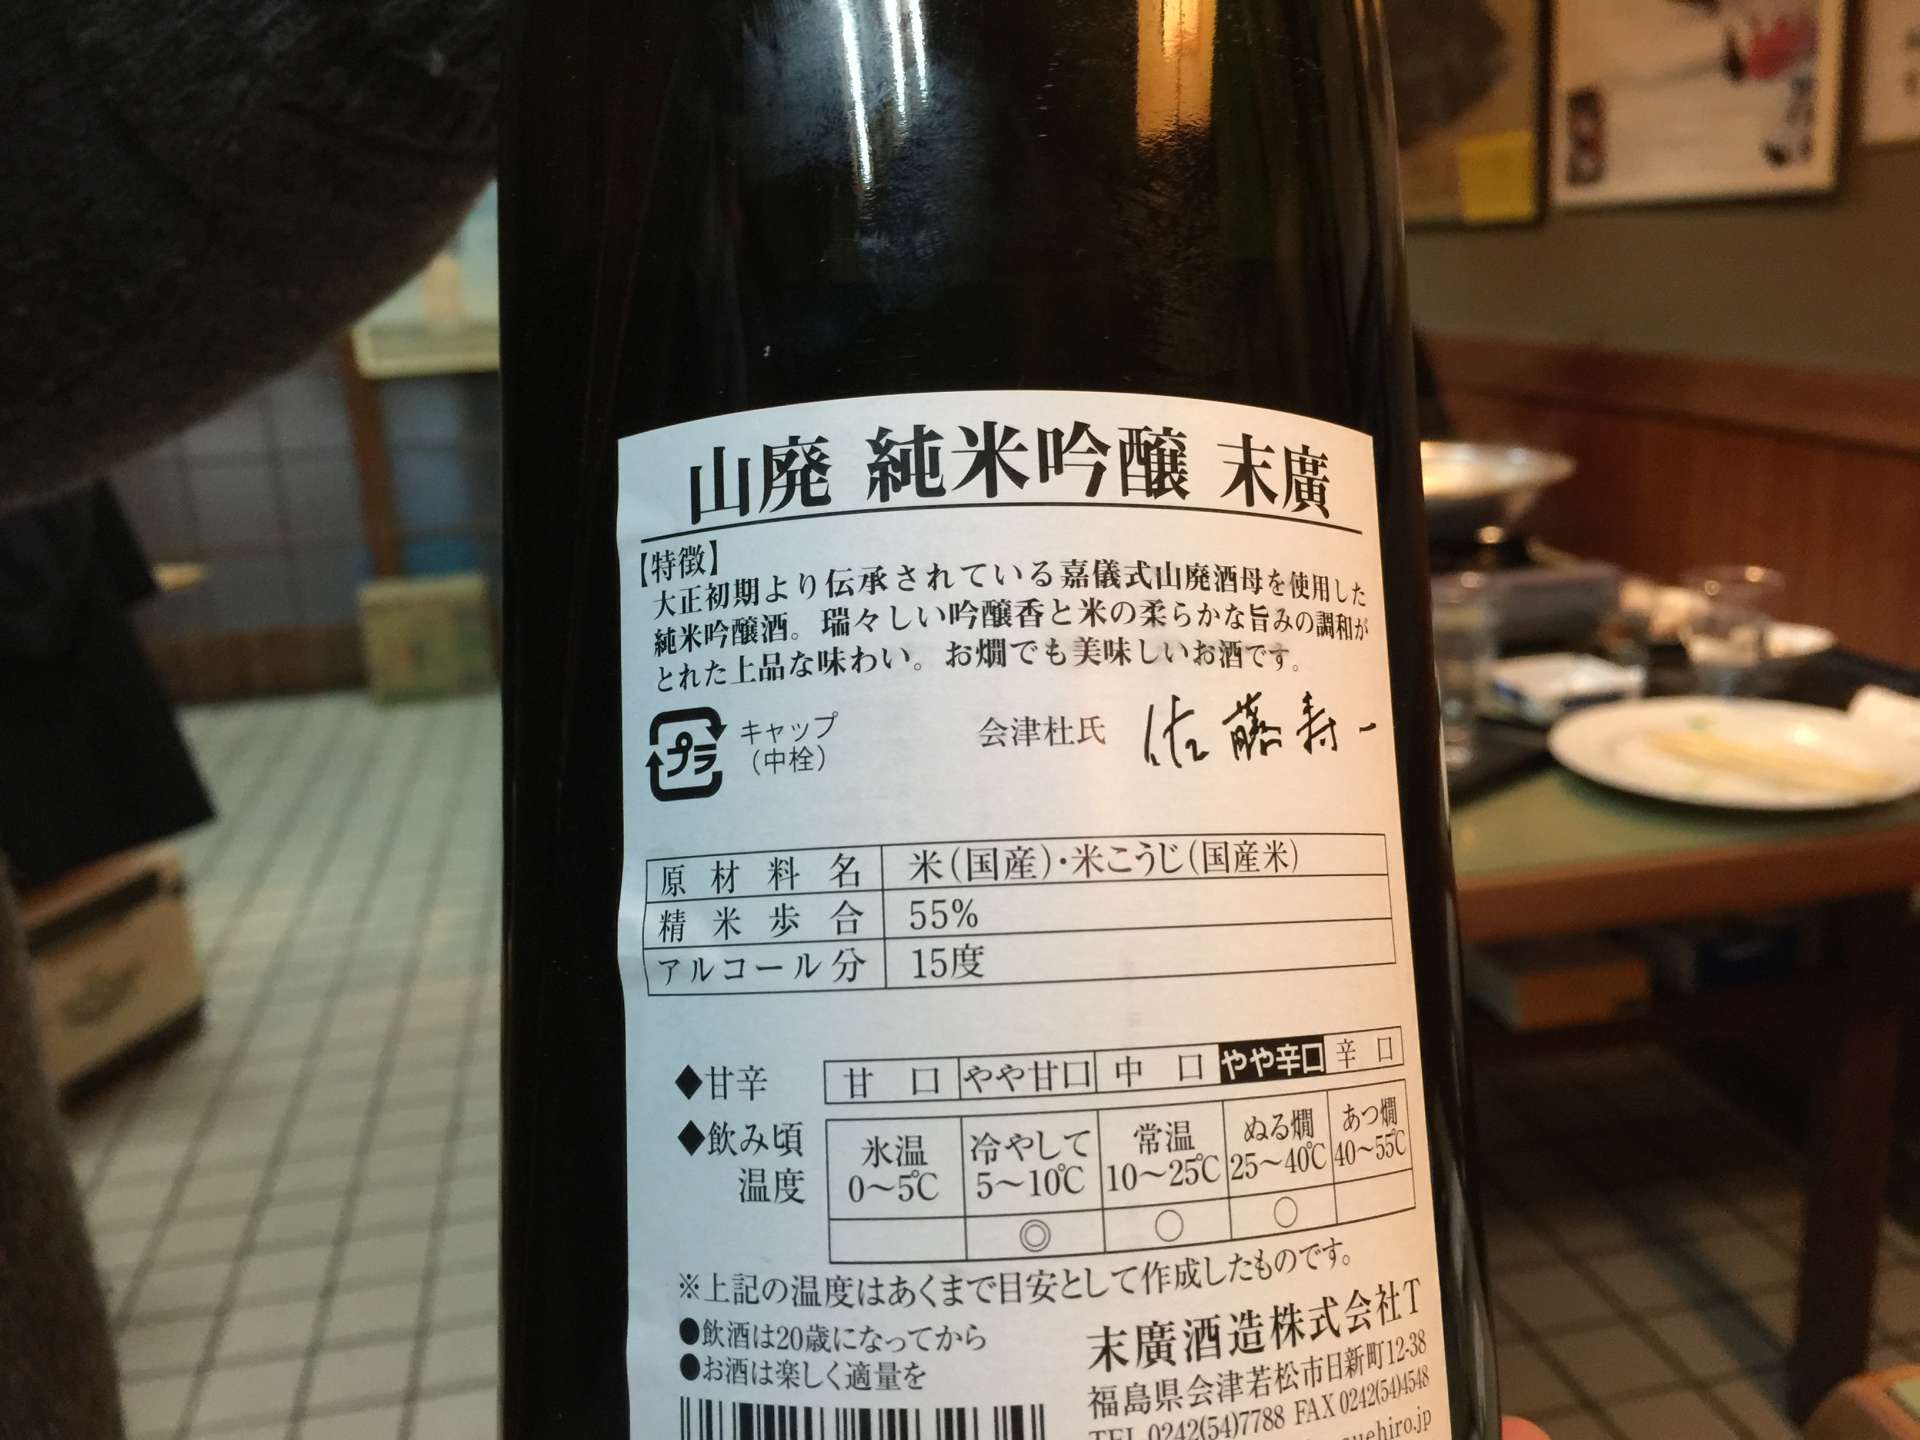 山廃 純米吟醸 末廣
【特徴】
大正初期より伝承されている嘉儀式山廃酒母を使用した
純米吟醸酒。瑞々しい吟醸香と米の柔らかな旨みの調和が
とれた上品な味わい。お燗でも美味しいお酒です。
プラ
キャップ
(中栓)
会津杜氏 佐藤寿一
原材料名 米(国産)・米こうじ(国産米)
精米歩合 55%
アルコール分 15度
◆甘辛 甘口 やや甘口 中口 やや辛口 辛口
◆飲み頃温度
氷温 冷やして 常温 ぬる燗 あつ燗
0〜5℃ 5〜10℃ 10〜25℃ 25〜40℃ 40〜55℃
◎ ○ ○
※上記の温度はあくまで目安として作成したものです。
●飲酒は20歳になってから
●お酒は楽しく適量を
末廣酒造株式会社T
福島県会津若松市日新町12-38
TEL 0242(54)7788 FAX 0242(54)4548
uehiro.jp